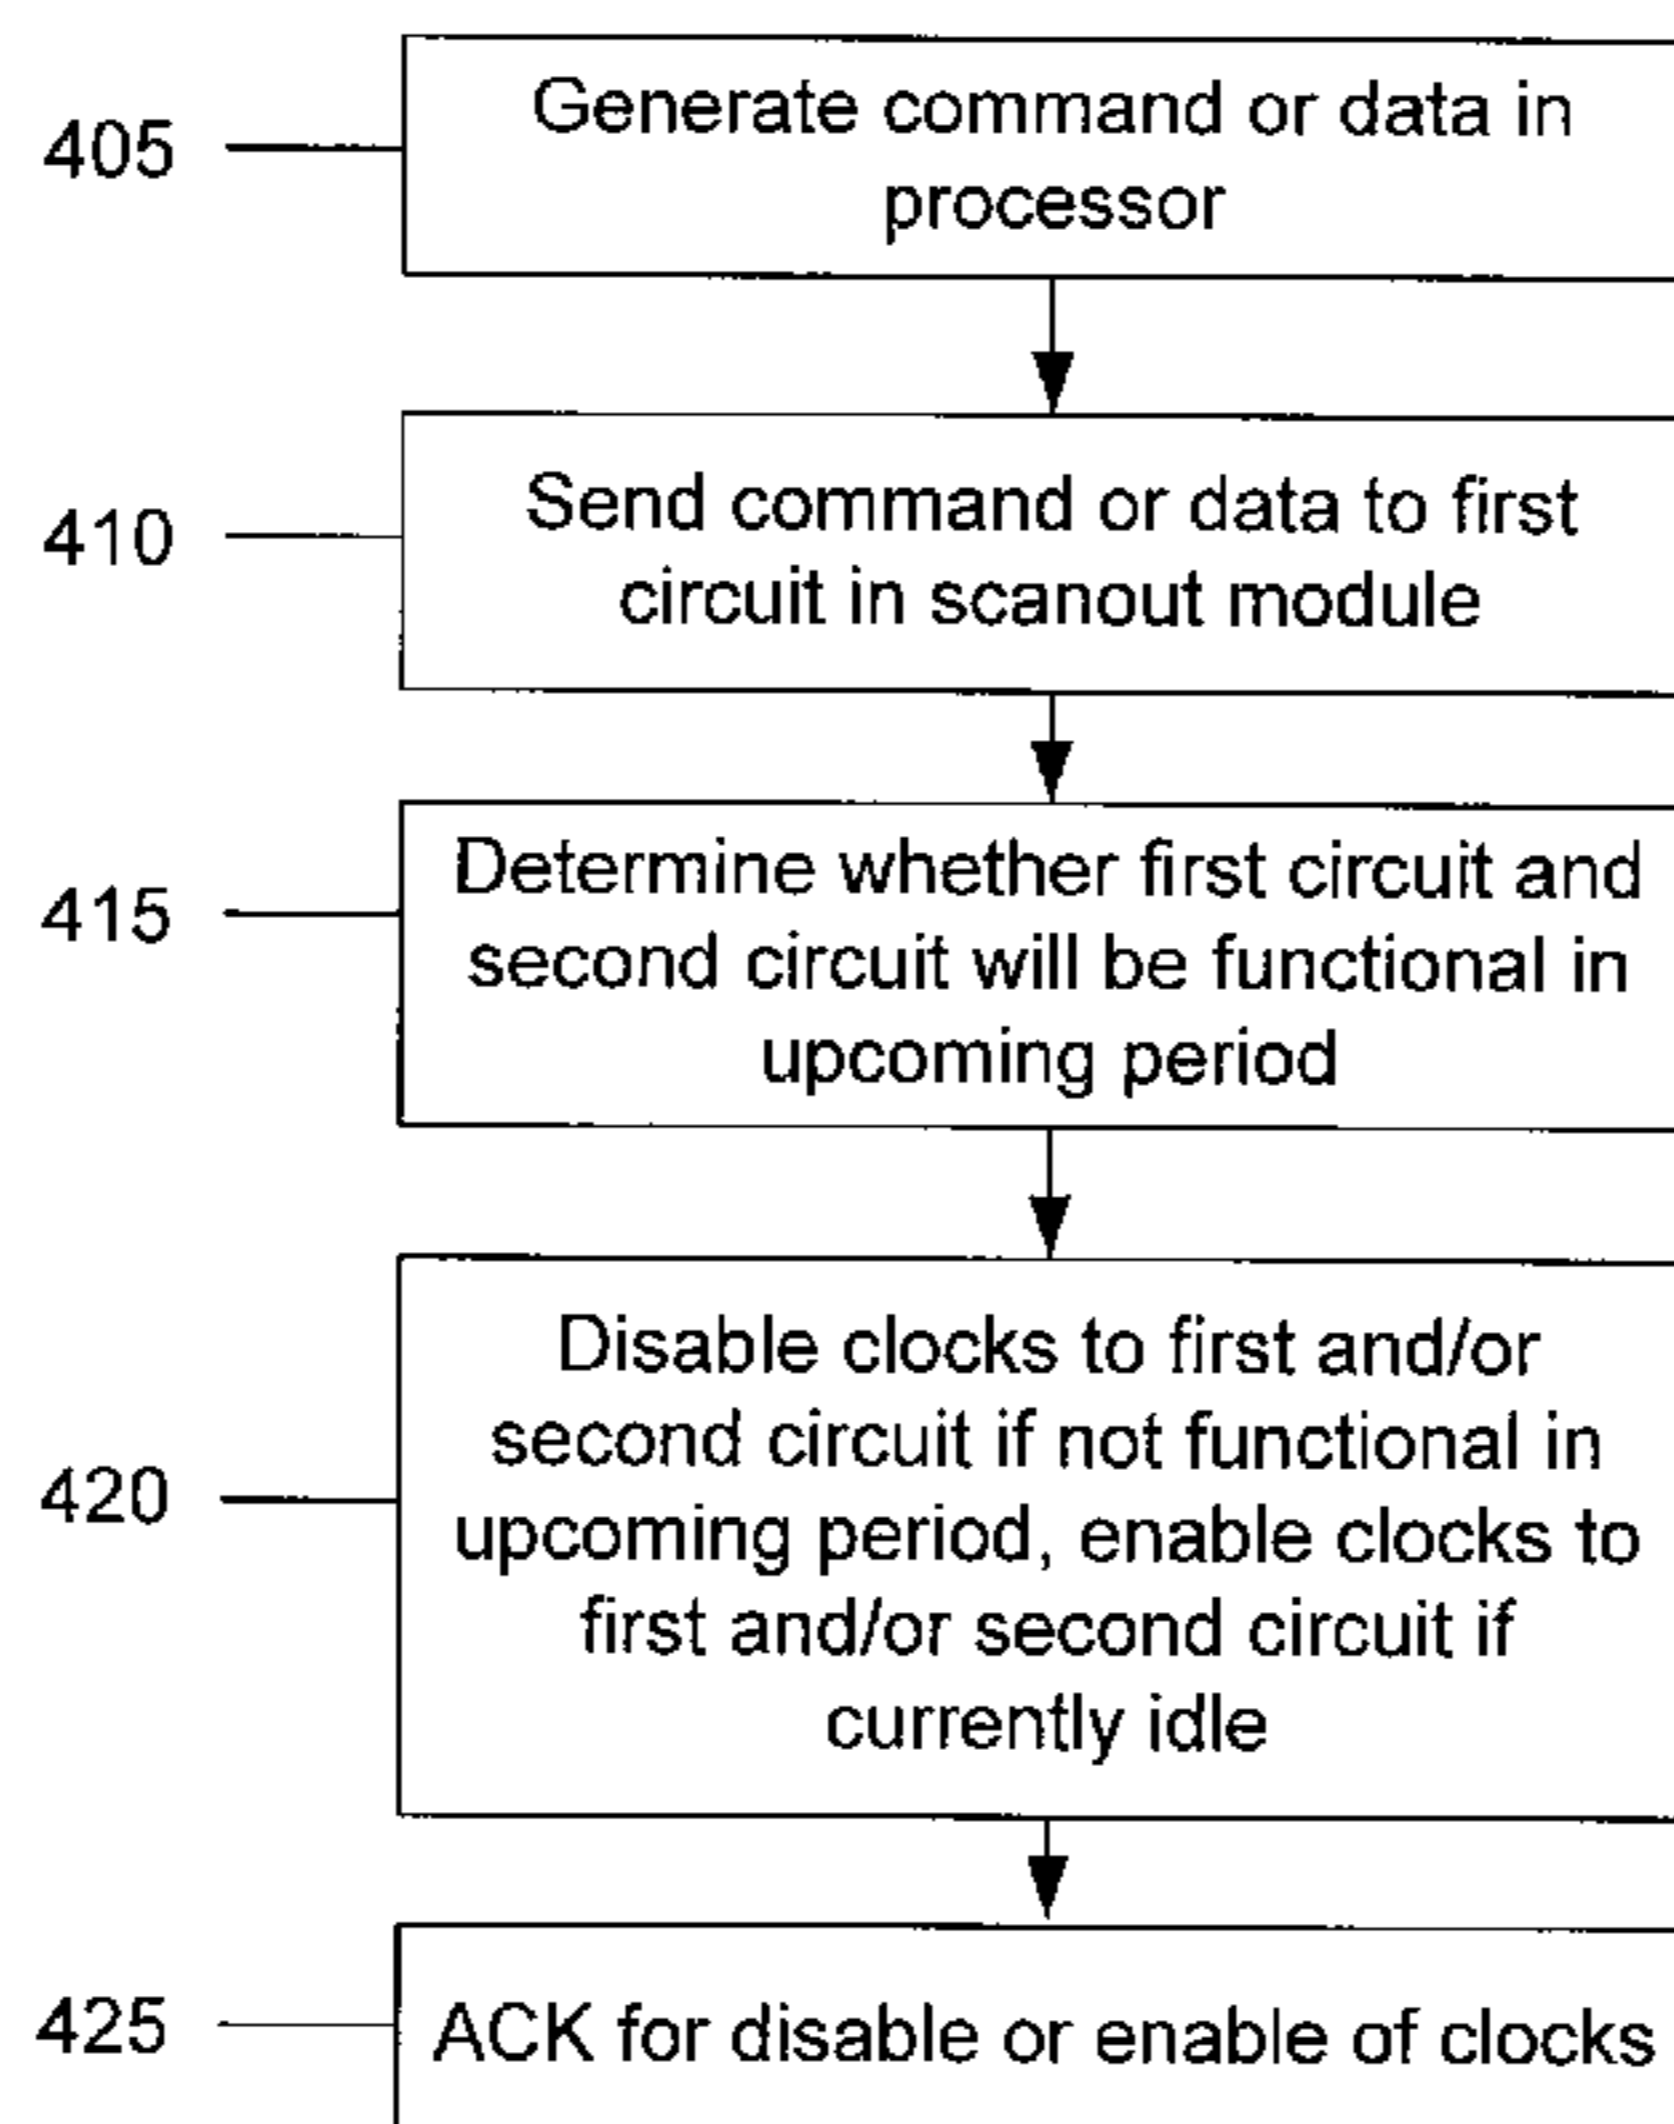 405
Generate command or data in
processor
410
Send command or data to first
circuit in scanout module
415
Determine whether first circuit and
second circuit will be functional in
upcoming period
420
Disable clocks to first and/or
second circuit if not functional in
upcoming period, enable clocks to
first and/or second circuit if
currently idle
425
ACK for disable or enable of clocks